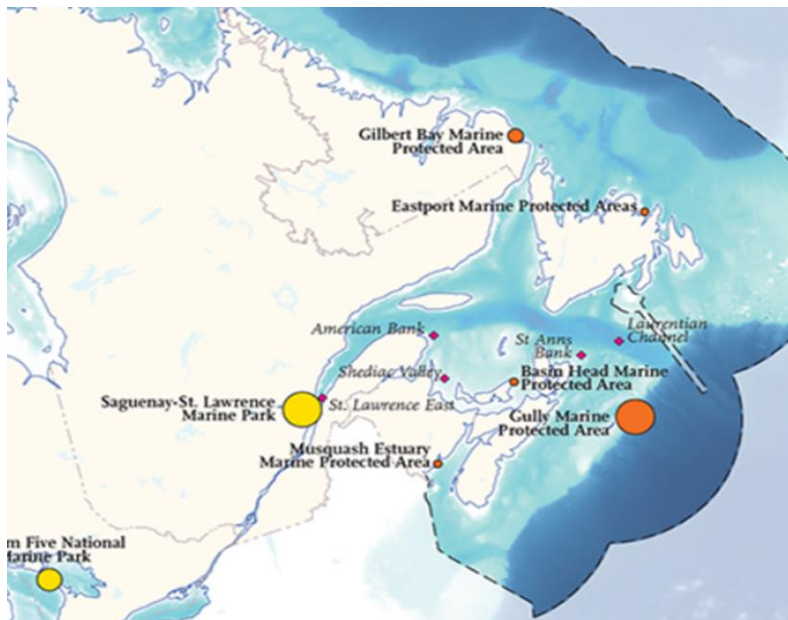 Gilbert Bay Marine
Protected Area
Eastport Marine Protected Areas
American Bank
St Anns
Bank
Laurentian
Channel
Shediac Valley
Basin Head Marine
Protected Area
Saguenay-St. Lawrence
Marine Park
St. Lawrence East
Gully Marine
Protected Area
Musquash Estuary
Marine Protected Area
m Five National
Marine Park